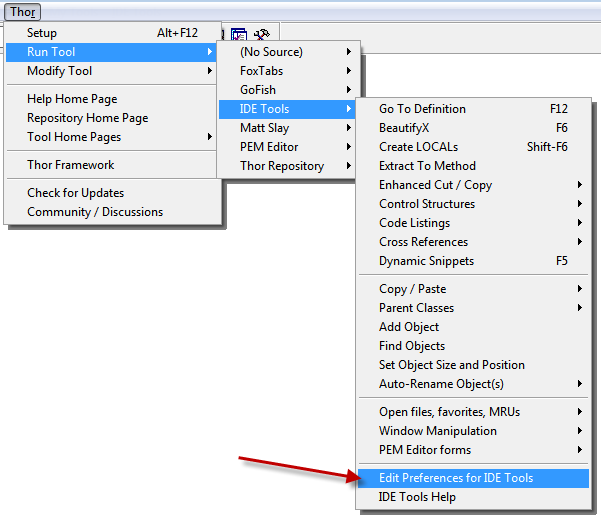 Thor
Setup Alt+F12
Run Tool
Modify Tool
Help Home Page
Repository Home Page
Tool Home Pages
Thor Framework
Check for Updates
Community / Discussions
(No Source)
FoxTabs
GoFish
IDE Tools
Matt Slay
PEM Editor
Thor Repository
Go To Definition F12
BeautifyX F6
Create LOCALs Shift-F6
Extract To Method
Enhanced Cut / Copy
Control Structures
Code Listings
Cross References
Dynamic Snippets F5
Copy / Paste
Parent Classes
Add Object
Find Objects
Set Object Size and Position
Auto-Rename Object(s)
Open files, favorites, MRUs
Window Manipulation
PEM Editor forms
Edit Preferences for IDE Tools
IDE Tools Help